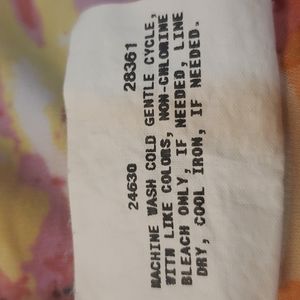 24630 28361
MACHINE WASH COLD GENTLE CYCLE,
WITH LIKE COLORS, NON-CHLORINE
BLEACH ONLY, IF NEEDED, LINE
DRY, COOL IRON, IF NEEDED.